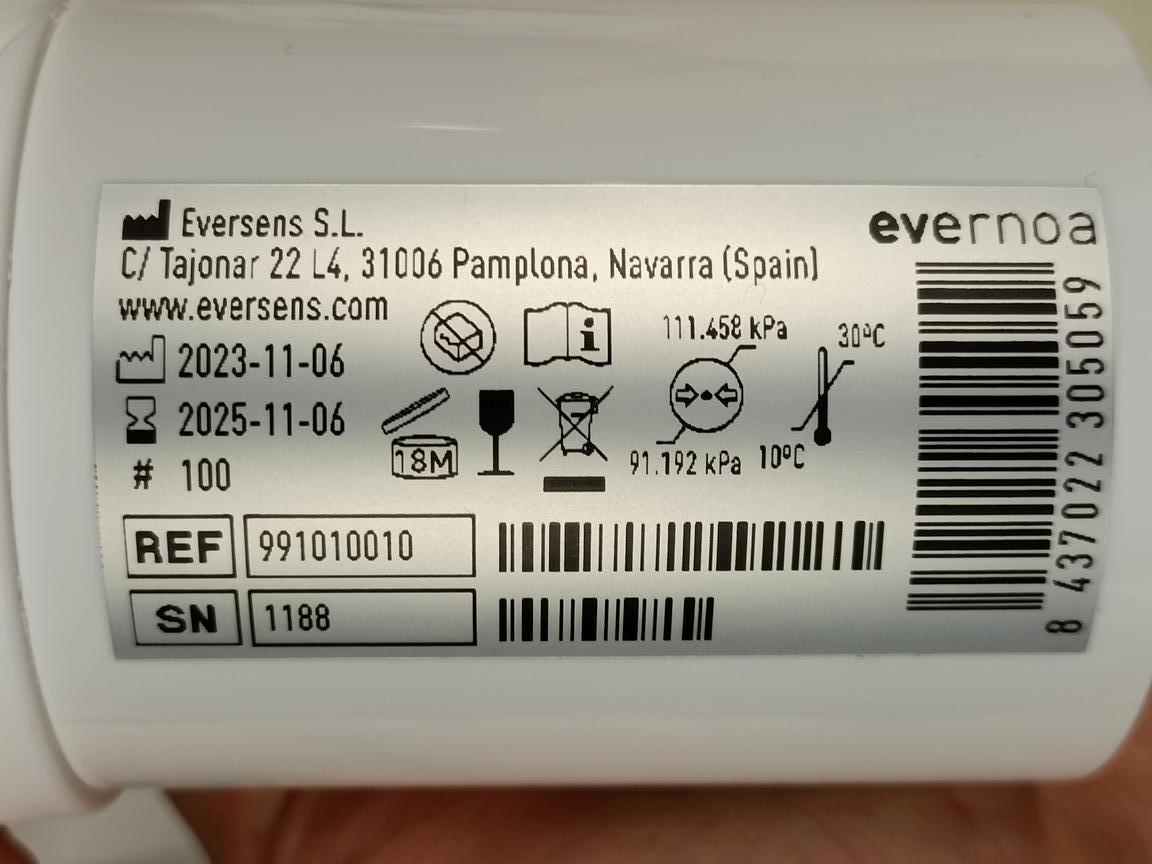 Eversens S.L.
evernoa
C/ Tajonar 22 L4, 31006 Pamplona, Navarra (Spain)
www.eversens.com
111.458 kPa
30ºC
2023-11-06
2025-11-06
18M
91.192 kPa
10ºC
# 100
REF 991010010
SN 1188
8 437022 305059